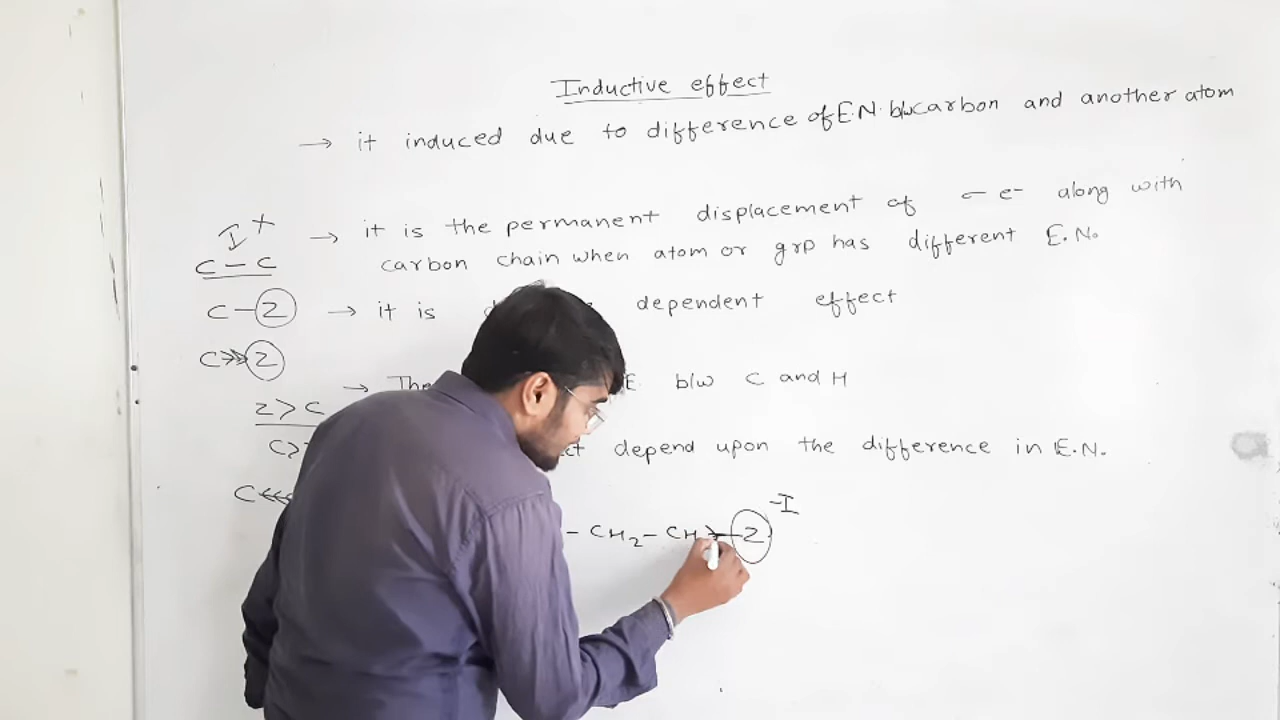 Inductive effect
→ it induced due to difference of E.N. b/w carbon and another atom
I+
→ it is the permanent displacement of σ e- along with
C - C
carbon chain when atom or grp has different E.N.
C - Z
→ it is dependent effect
C >>> Z
→ The b/w C and H
Z > C
depend upon the difference in E.N.
C >
C <<<
- CH2 - CH > Z -I